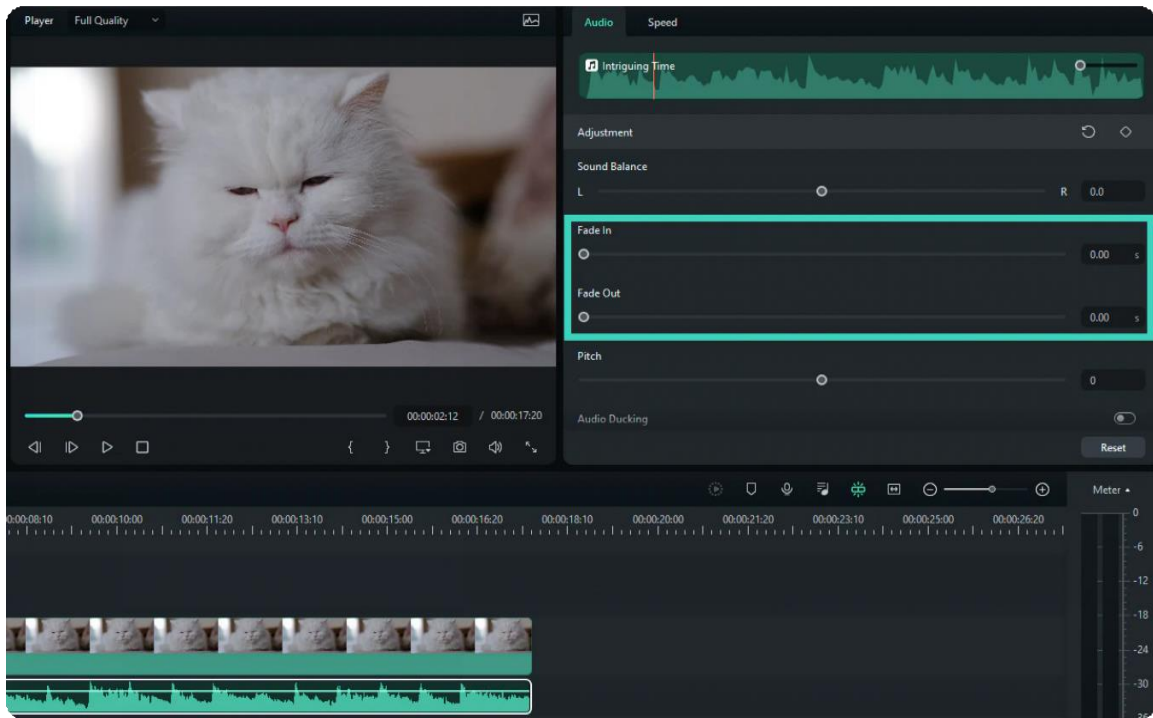 Player Full Quality
Audio Speed
Intriguing Time
Adjustment
Sound Balance
L R 0.0
Fade In
0.00 s
Fade Out
0.00 s
Pitch
0
00:00:02:12 / 00:00:17:20
Audio Ducking
{ }
Reset
Meter
0:00:08:10 00:00:10:00 00:00:11:20 00:00:13:10 00:00:15:00 00:00:16:20 00:00:18:10 00:00:20:00 00:00:21:20 00:00:23:10 00:00:25:00 00:00:26:20
0
-6
-12
-18
-24
-30
-36